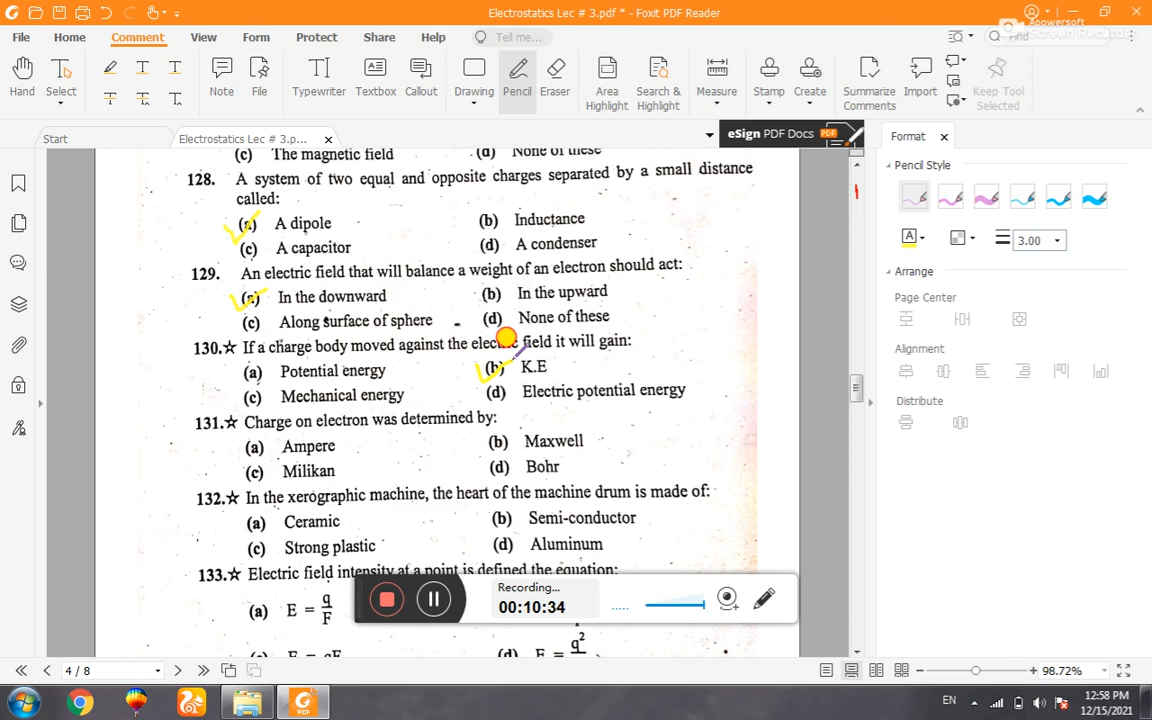 Electrostatics Lec # 3.pdf * - Foxit PDF Reader
Apowersoft
Screen Recorder
File Home Comment View Form Protect Share Help Tell me... Find
Hand Select Note File Typewriter Textbox Callout Drawing Pencil Eraser Area Highlight Search & Highlight Measure Stamp Create Summarize Comments Import Keep Tool Selected
Start Electrostatics Lec # 3.p... eSign PDF Docs PDF Format
Pencil Style
3.00
Arrange
Page Center
Alignment
Distribute
(c) The magnetic field (d) None of these
128. A system of two equal and opposite charges separated by a small distance
called:
(a) A dipole (b) Inductance
(c) A capacitor (d) A condenser
129. An electric field that will balance a weight of an electron should act:
(a) In the downward (b) In the upward
(c) Along surface of sphere (d) None of these
130.☆ If a charge body moved against the electric field it will gain:
(a) Potential energy (b) K.E
(c) Mechanical energy (d) Electric potential energy
131.☆ Charge on electron was determined by:
(a) Ampere (b) Maxwell
(c) Milikan (d) Bohr
132.☆ In the xerographic machine, the heart of the machine drum is made of:
(a) Ceramic (b) Semi-conductor
(c) Strong plastic (d) Aluminum
133.☆ Electric field intensity at a point is defined the equation:
(a) E = q/F
(d) E = q²
Recording...
00:10:34
4 / 8 98.72%
EN 12:58 PM
12/15/2021